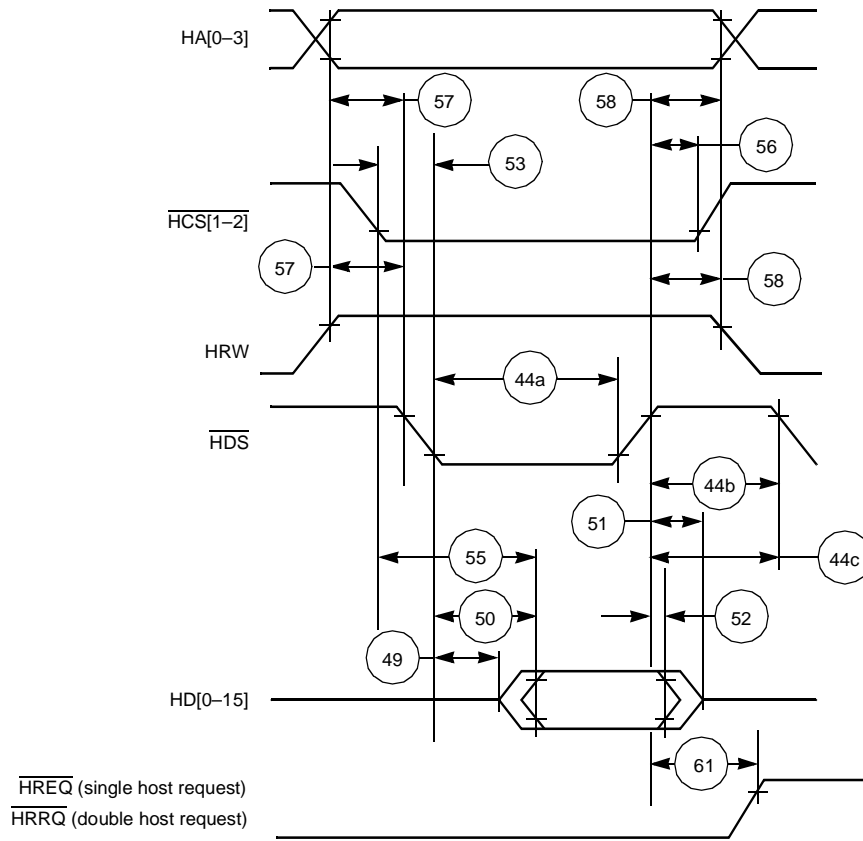 HA[0–3]
57
58
56
53
HCS[1–2]
57
58
HRW
44a
HDS
44b
51
55
44c
50
52
49
HD[0–15]
61
HREQ (single host request)
HRRQ (double host request)